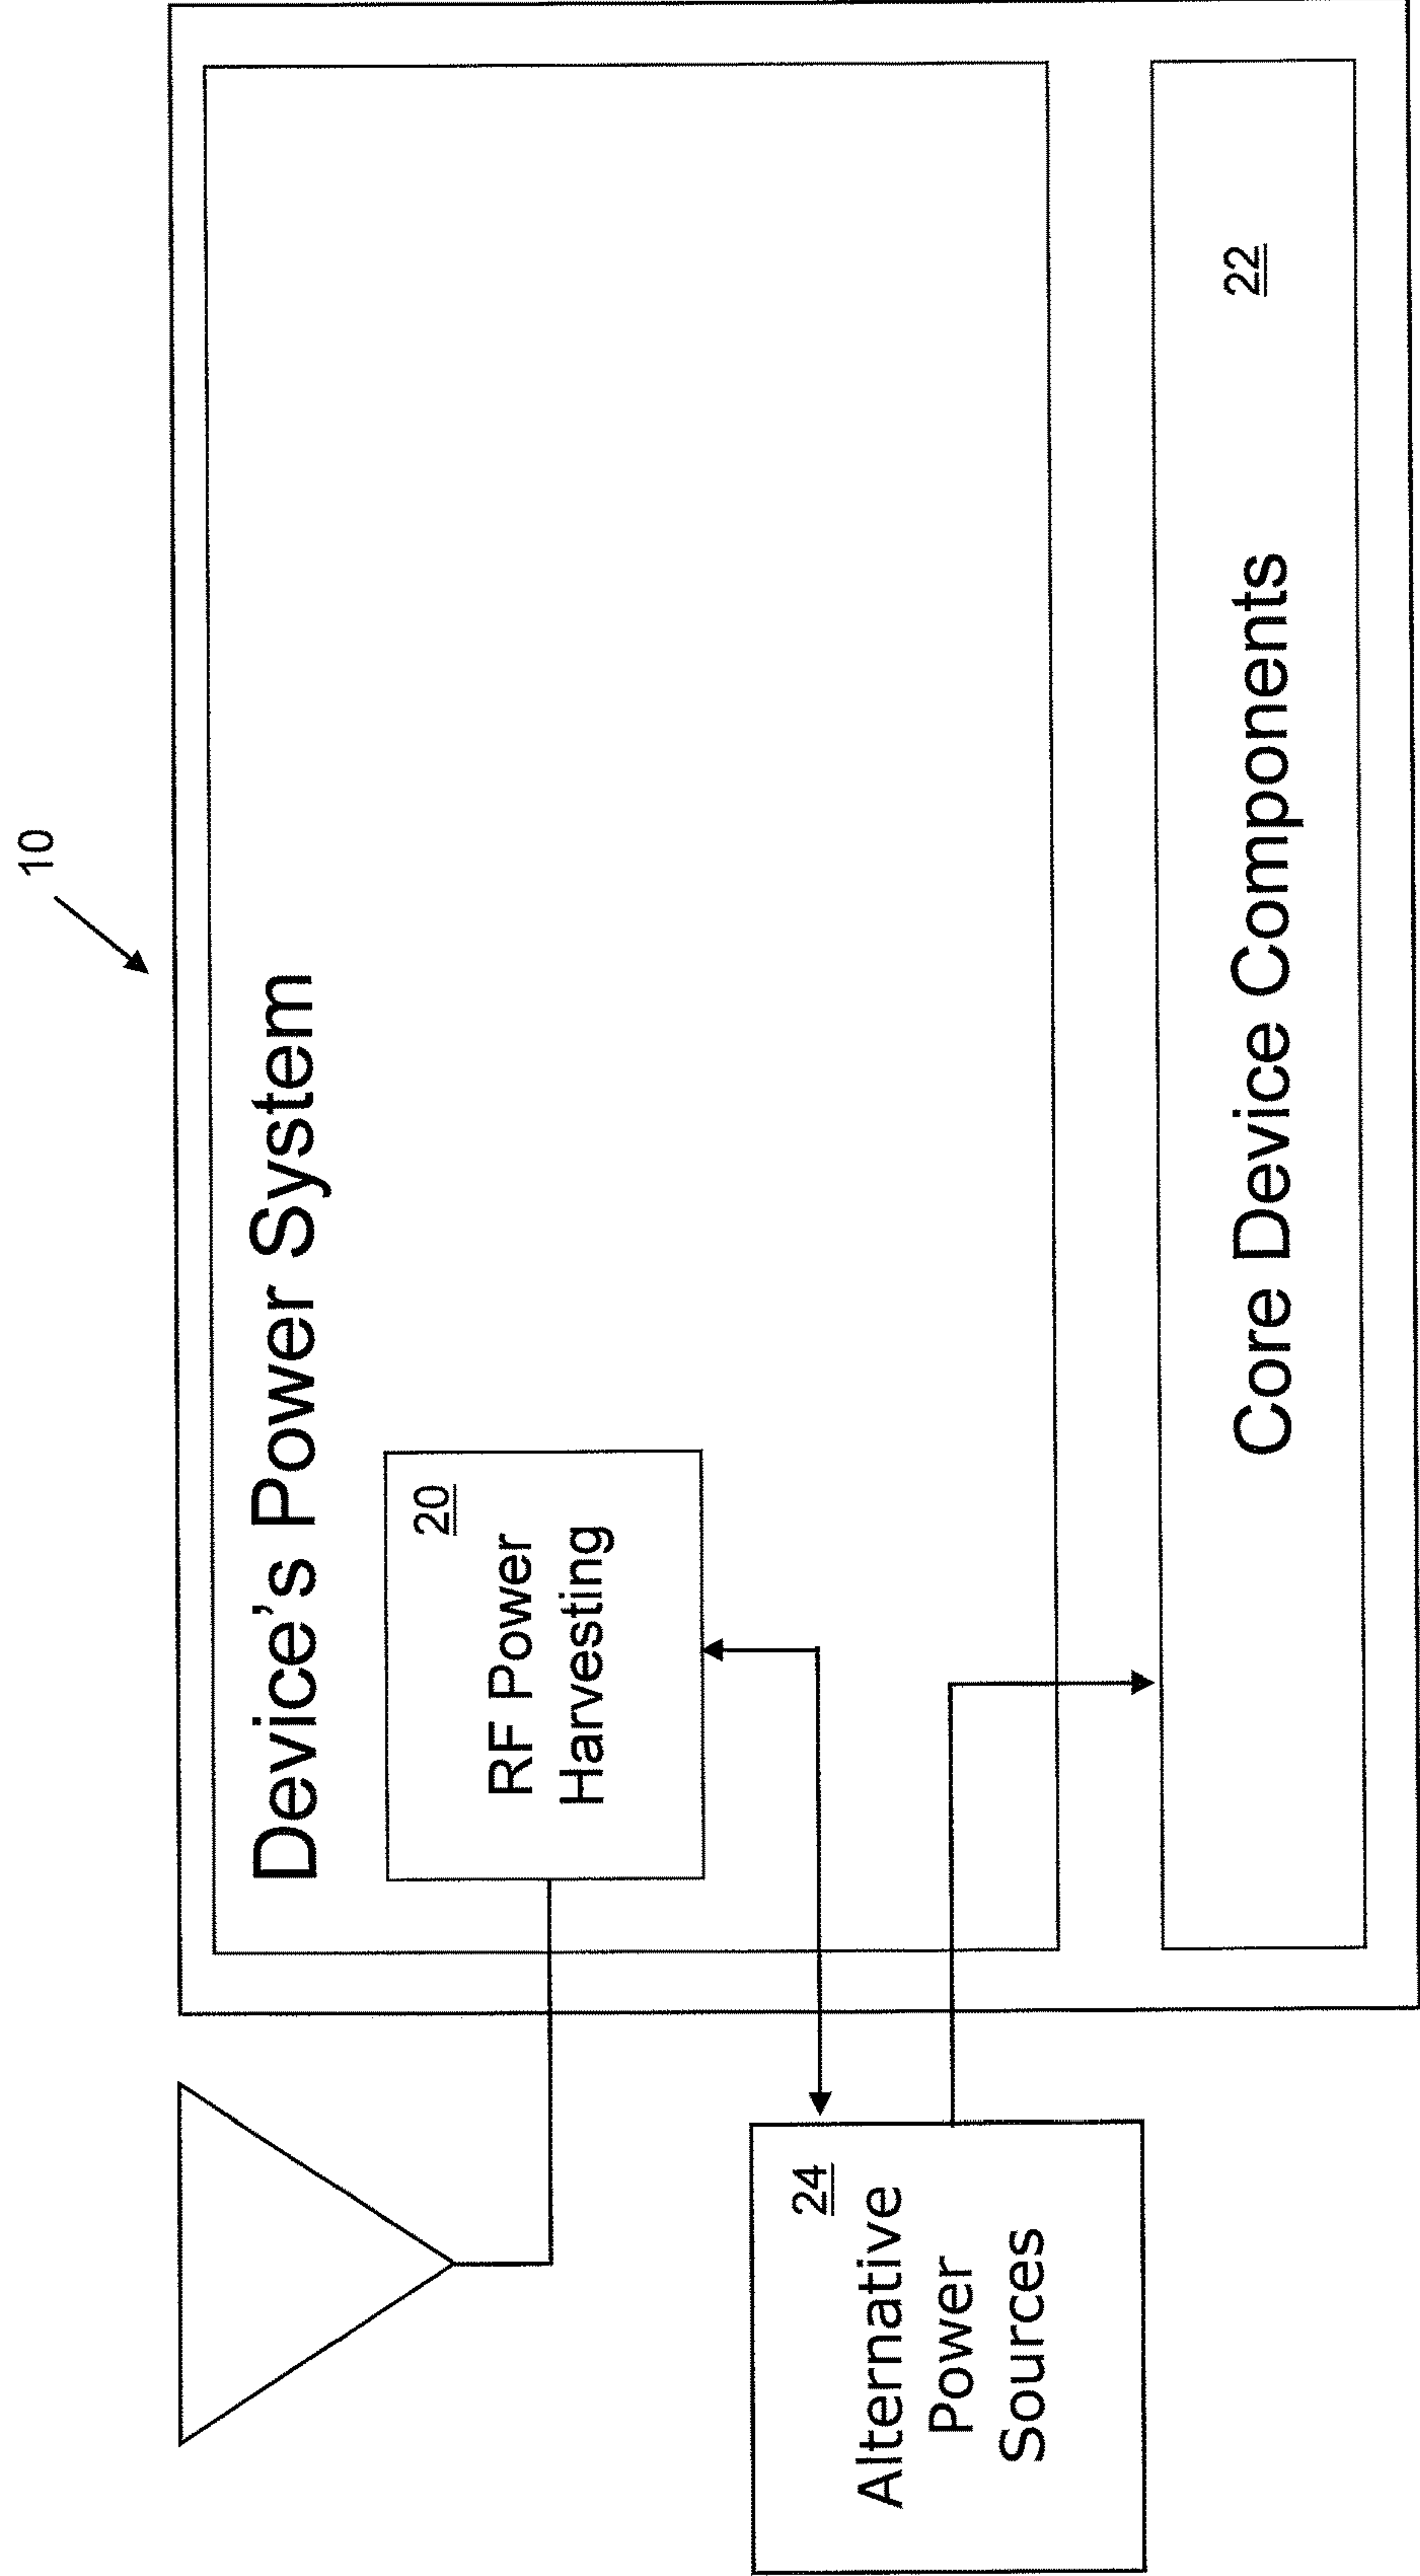 10
Device’s Power System
20
RF Power
Harvesting
24
Alternative
Power
Sources
Core Device Components
22